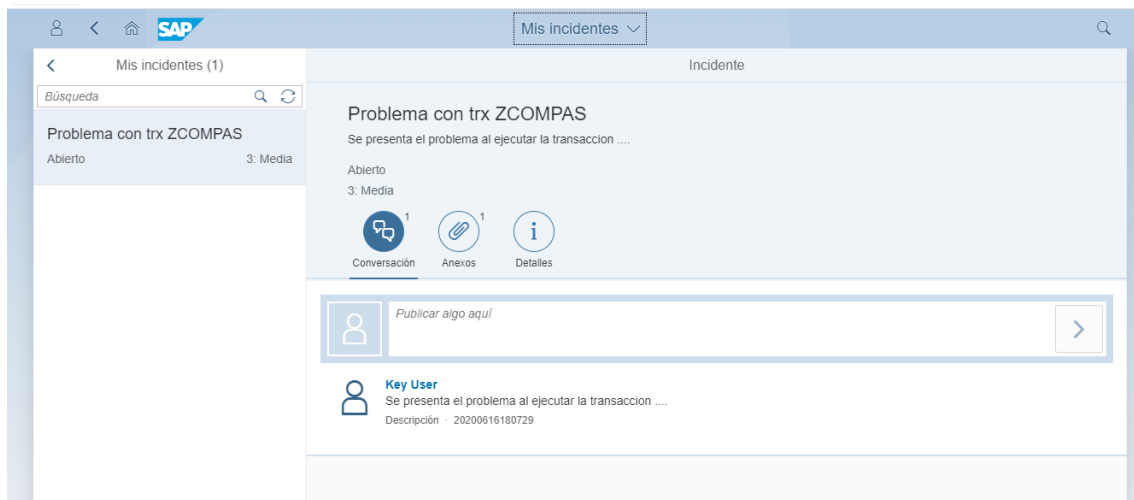 SAP
Mis incidentes
Mis incidentes (1)
Búsqueda
Problema con trx ZCOMPAS
Abierto 3: Media
Incidente
Problema con trx ZCOMPAS
Se presenta el problema al ejecutar la transaccion ....
Abierto
3: Media
1 1
Conversación Anexos Detalles
Publicar algo aquí
Key User
Se presenta el problema al ejecutar la transaccion ....
Descripción · 20200616180729